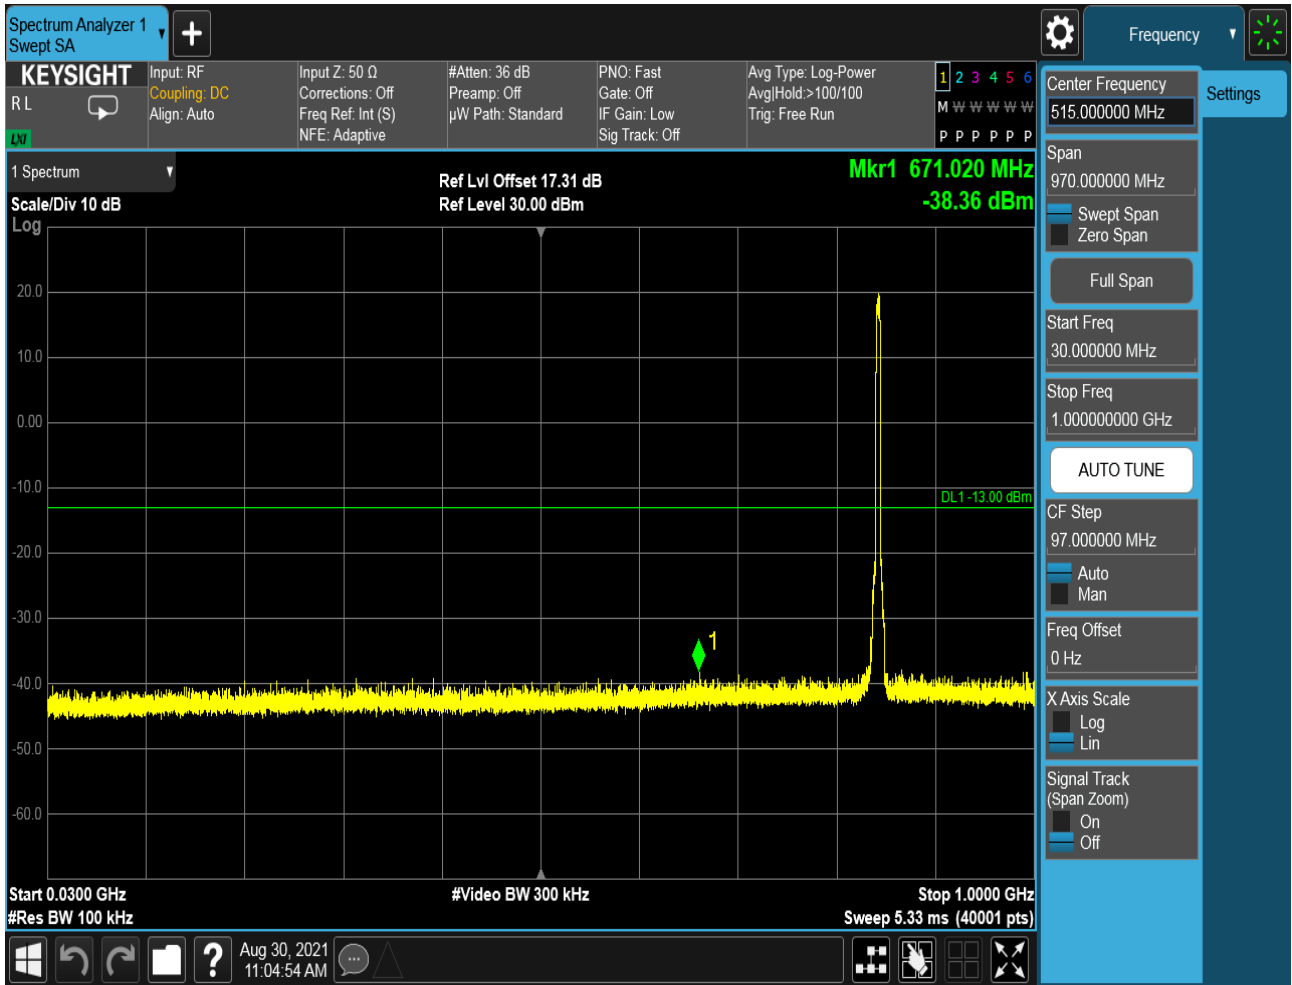 Spectrum Analyzer 1
Swept SA
Frequency
KEYSIGHT
R L
LXI
Input: RF
Coupling: DC
Align: Auto
Input Z: 50 Ω
Corrections: Off
Freq Ref: Int (S)
NFE: Adaptive
#Atten: 36 dB
Preamp: Off
µW Path: Standard
PNO: Fast
Gate: Off
IF Gain: Low
Sig Track: Off
Avg Type: Log-Power
Avg|Hold:>100/100
Trig: Free Run
1 2 3 4 5 6
M W W W W W
P P P P P P
1 Spectrum
Scale/Div 10 dB
Log
Ref Lvl Offset 17.31 dB
Ref Level 30.00 dBm
Mkr1 671.020 MHz
-38.36 dBm
20.0
10.0
0.00
-10.0
-20.0
-30.0
-40.0
-50.0
-60.0
DL1 -13.00 dBm
1
Start 0.0300 GHz
#Res BW 100 kHz
#Video BW 300 kHz
Stop 1.0000 GHz
Sweep 5.33 ms (40001 pts)
Aug 30, 2021
11:04:54 AM
?
Center Frequency
515.000000 MHz
Settings
Span
970.000000 MHz
Swept Span
Zero Span
Full Span
Start Freq
30.000000 MHz
Stop Freq
1.000000000 GHz
AUTO TUNE
CF Step
97.000000 MHz
Auto
Man
Freq Offset
0 Hz
X Axis Scale
Log
Lin
Signal Track
(Span Zoom)
On
Off